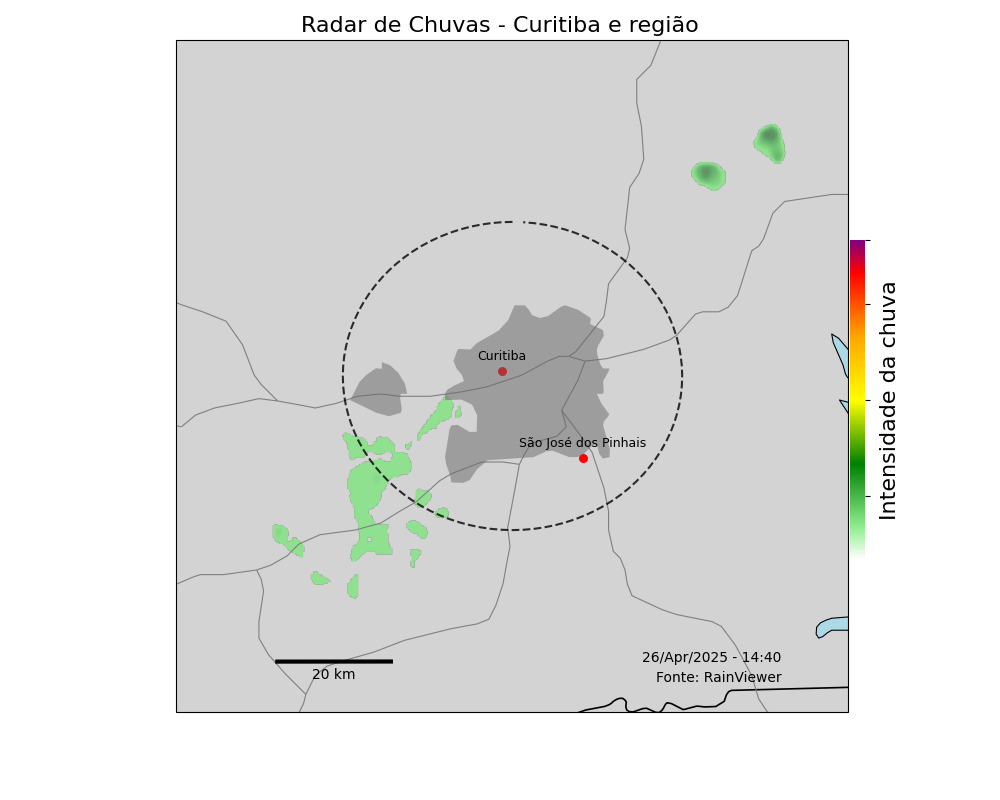 Radar de Chuvas - Curitiba e região
Curitiba
Intensidade da chuva
São José dos Pinhais
26/Apr/2025 - 14:40
20 km
Fonte: RainViewer